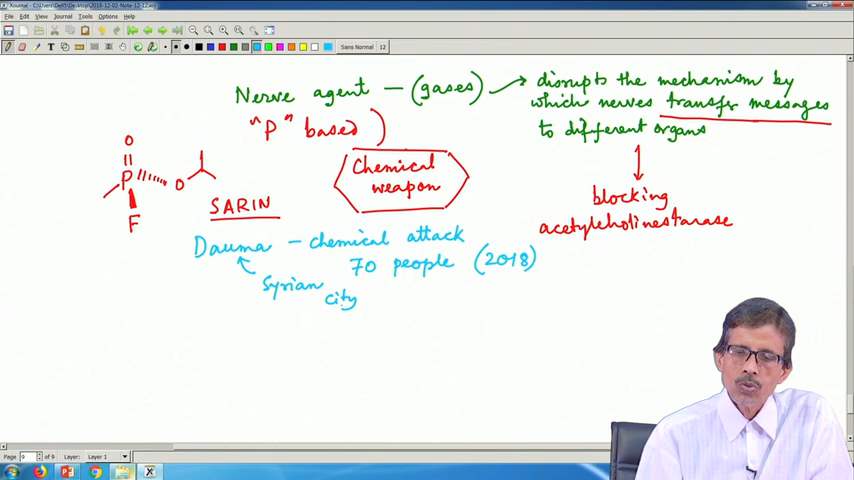 Xournal - C:\Users\Dell\Desktop\2018-12-02-Note-12-12.xoj
File Edit View Journal Tools Options Help
Sans Normal 12
Nerve agent — (gases) → disrupts the mechanism by
which nerves transfr messages
to different organs
"P" based )
Chemical
weapon
blocking
acetylcholinestarase
O
P
O
F
SARIN
Dauma – chemical attack
70 people (2018)
Syrian
city
Page 9 of 9 Layer Layer 1